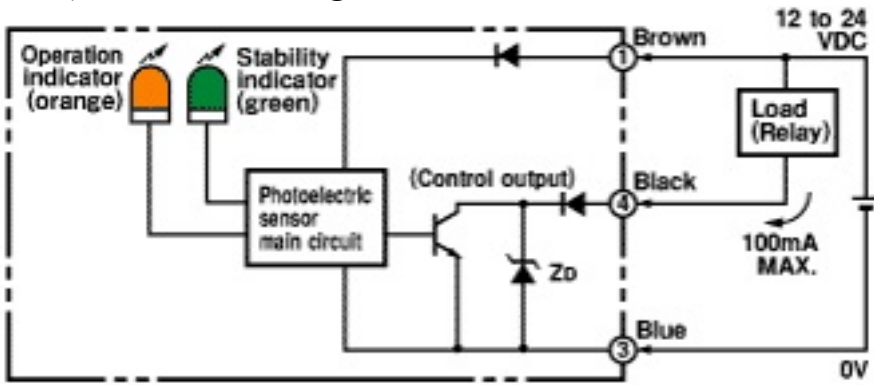 12 to 24
VDC
Brown
1
Operation
indicator
(orange)
Stability
indicator
(green)
Load
(Relay)
Photoelectric
sensor
main circuit
(Control output)
Black
4
100mA
MAX.
ZD
Blue
3
0V